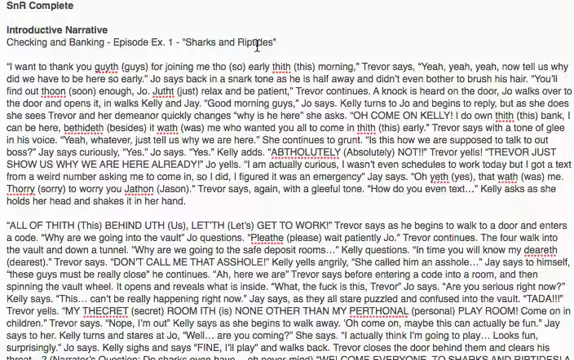 SnR Complete
Introductive Narrative
Checking and Banking - Episode Ex. 1 - "Sharks and Riptides"
"I want to thank you guyth (guys) for joining me tho (so) early thith (this) morning," Trevor says, "Yeah, yeah, yeah, now tell us why
did we have to be here so early." Jo says back in a snark tone as he is half away and didn't even bother to brush his hair. "You'll
find out thoon (soon) enough, Jo. Jutht (just) relax and be patient," Trevor continues. A knock is heard on the door, Jo walks over to
the door and opens it, in walks Kelly and Jay. "Good morning guys," Jo says. Kelly turns to Jo and begins to reply, but as she does
she sees Trevor and her demeanor quickly changes "why is he here" she asks. "OH COME ON KELLY! I do own thith (this) bank, I
can be here, bethideth (besides) it wath (was) me who wanted you all to come in thith (this) early." Trevor says with a tone of glee
in his voice. "Yeah, whatever, just tell us why we are here." She continues to grunt. "Is this how we are supposed to talk to out
boss?" Jay says curiously, "Yes." Jo says. "Yes." Kelly adds. "ABTHOLUTELY (Absolutely) NOT!!" Trevor yells! "TREVOR JUST
SHOW US WHY WE ARE HERE ALREADY!" Jo yells. "I actually curious, I wasn't even schedules to work today but I got a text
from a weird number asking me to come in, so I did, I figured it was an emergency" Jay says. "Oh yeth (yes), that wath (was) me.
Thorry (sorry) to worry you Jathon (Jason)." Trevor says, again, with a gleeful tone. "How do you even text..." Kelly asks as she
holds her head and shakes it in her hand.
"ALL OF THITH (This) BEHIND UTH (Us), LET'TH (Let's) GET TO WORK!" Trevor says as he begins to walk to a door and enters
a code. "Why are we going into the vault" Jo questions. "Pleathe (please) wait patiently Jo." Trevor continues. The four walk into
the vault and down a tunnel. "Why are we going to the safe deposit rooms…" Kelly questions. "In time you will know my deareth
(dearest)." Trevor says. "DON'T CALL ME THAT ASSHOLE!" Kelly yells angrily, "She called him an asshole…" Jay says to himself,
"these guys must be really close" he continues. "Ah, here we are" Trevor says before entering a code into a room, and then
spinning the vault wheel. It opens and reveals what is inside. "What, the fuck is this, Trevor" Jo says. "Are you serious right now?"
Kelly says. "This… can't be really happening right now." Jay says, as they all stare puzzled and confused into the vault. "TADA!!!"
Trevor yells. "MY THECRET (secret) ROOM ITH (is) NONE OTHER THAN MY PERTHONAL (personal) PLAY ROOM! Come on in
children." Trevor says. "Nope, I'm out" Kelly says as she begins to walk away. 'Oh come on, maybe this can actually be fun." Jay
says to her. Kelly turns and stares at Jo, "Well… are you coming?" She says. "I actually think I'm going to play… Looks fun,
surprisingly." Jo says. Kelly sighs and says "FINE, I'll play" and walks back. Trevor closes the door behind them and clears his